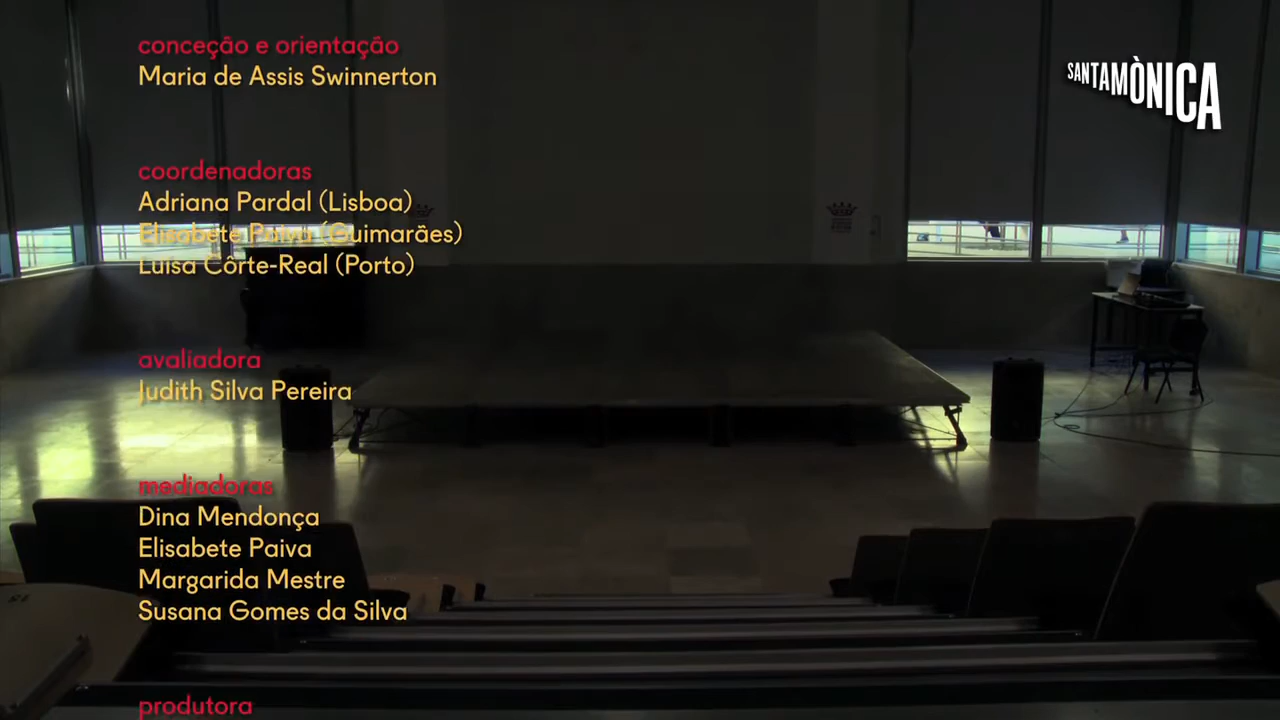 conceção e orientação
Maria de Assis Swinnerton
SANTAMÒNICA
coordenadoras
Adriana Pardal (Lisboa)
Elisabete Paiva (Guimarães)
Luísa Côrte-Real (Porto)
avaliadora
Judith Silva Pereira
mediadoras
Dina Mendonça
Elisabete Paiva
Margarida Mestre
Susana Gomes da Silva
produtora